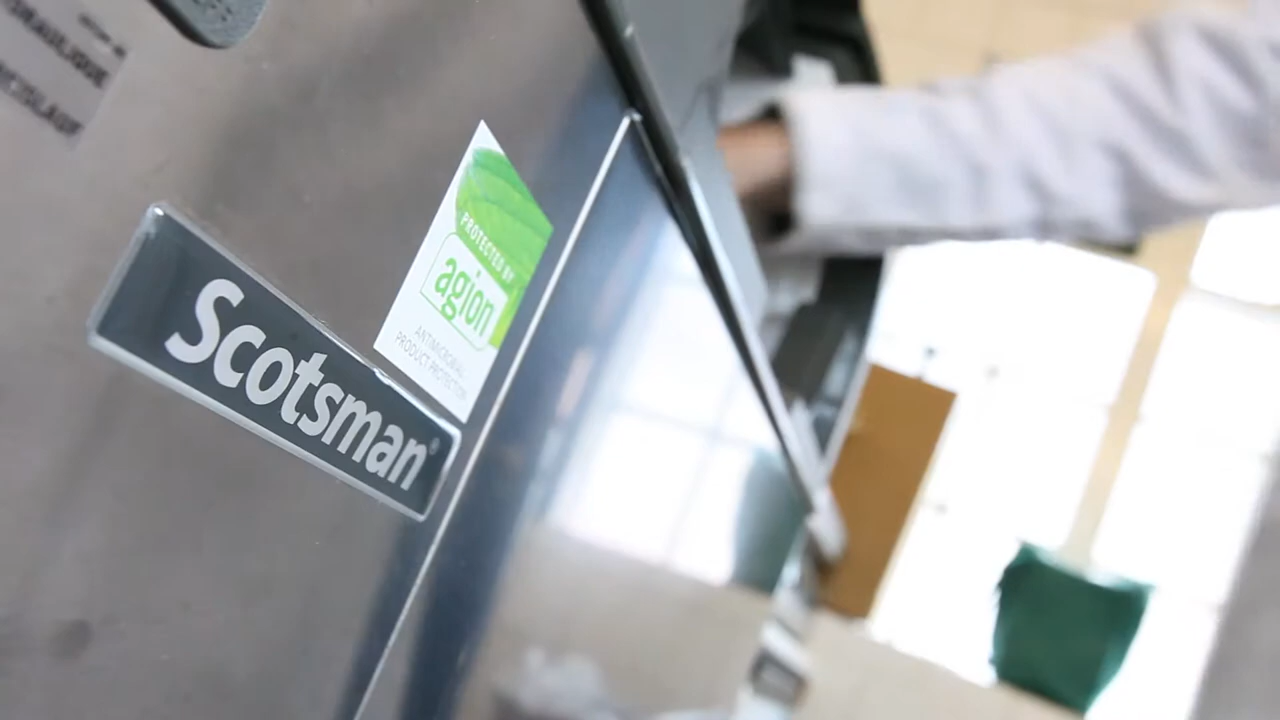 Scotsman®
PROTECTED BY
agion
ANTIMICROBIAL
PRODUCT PROTECTION